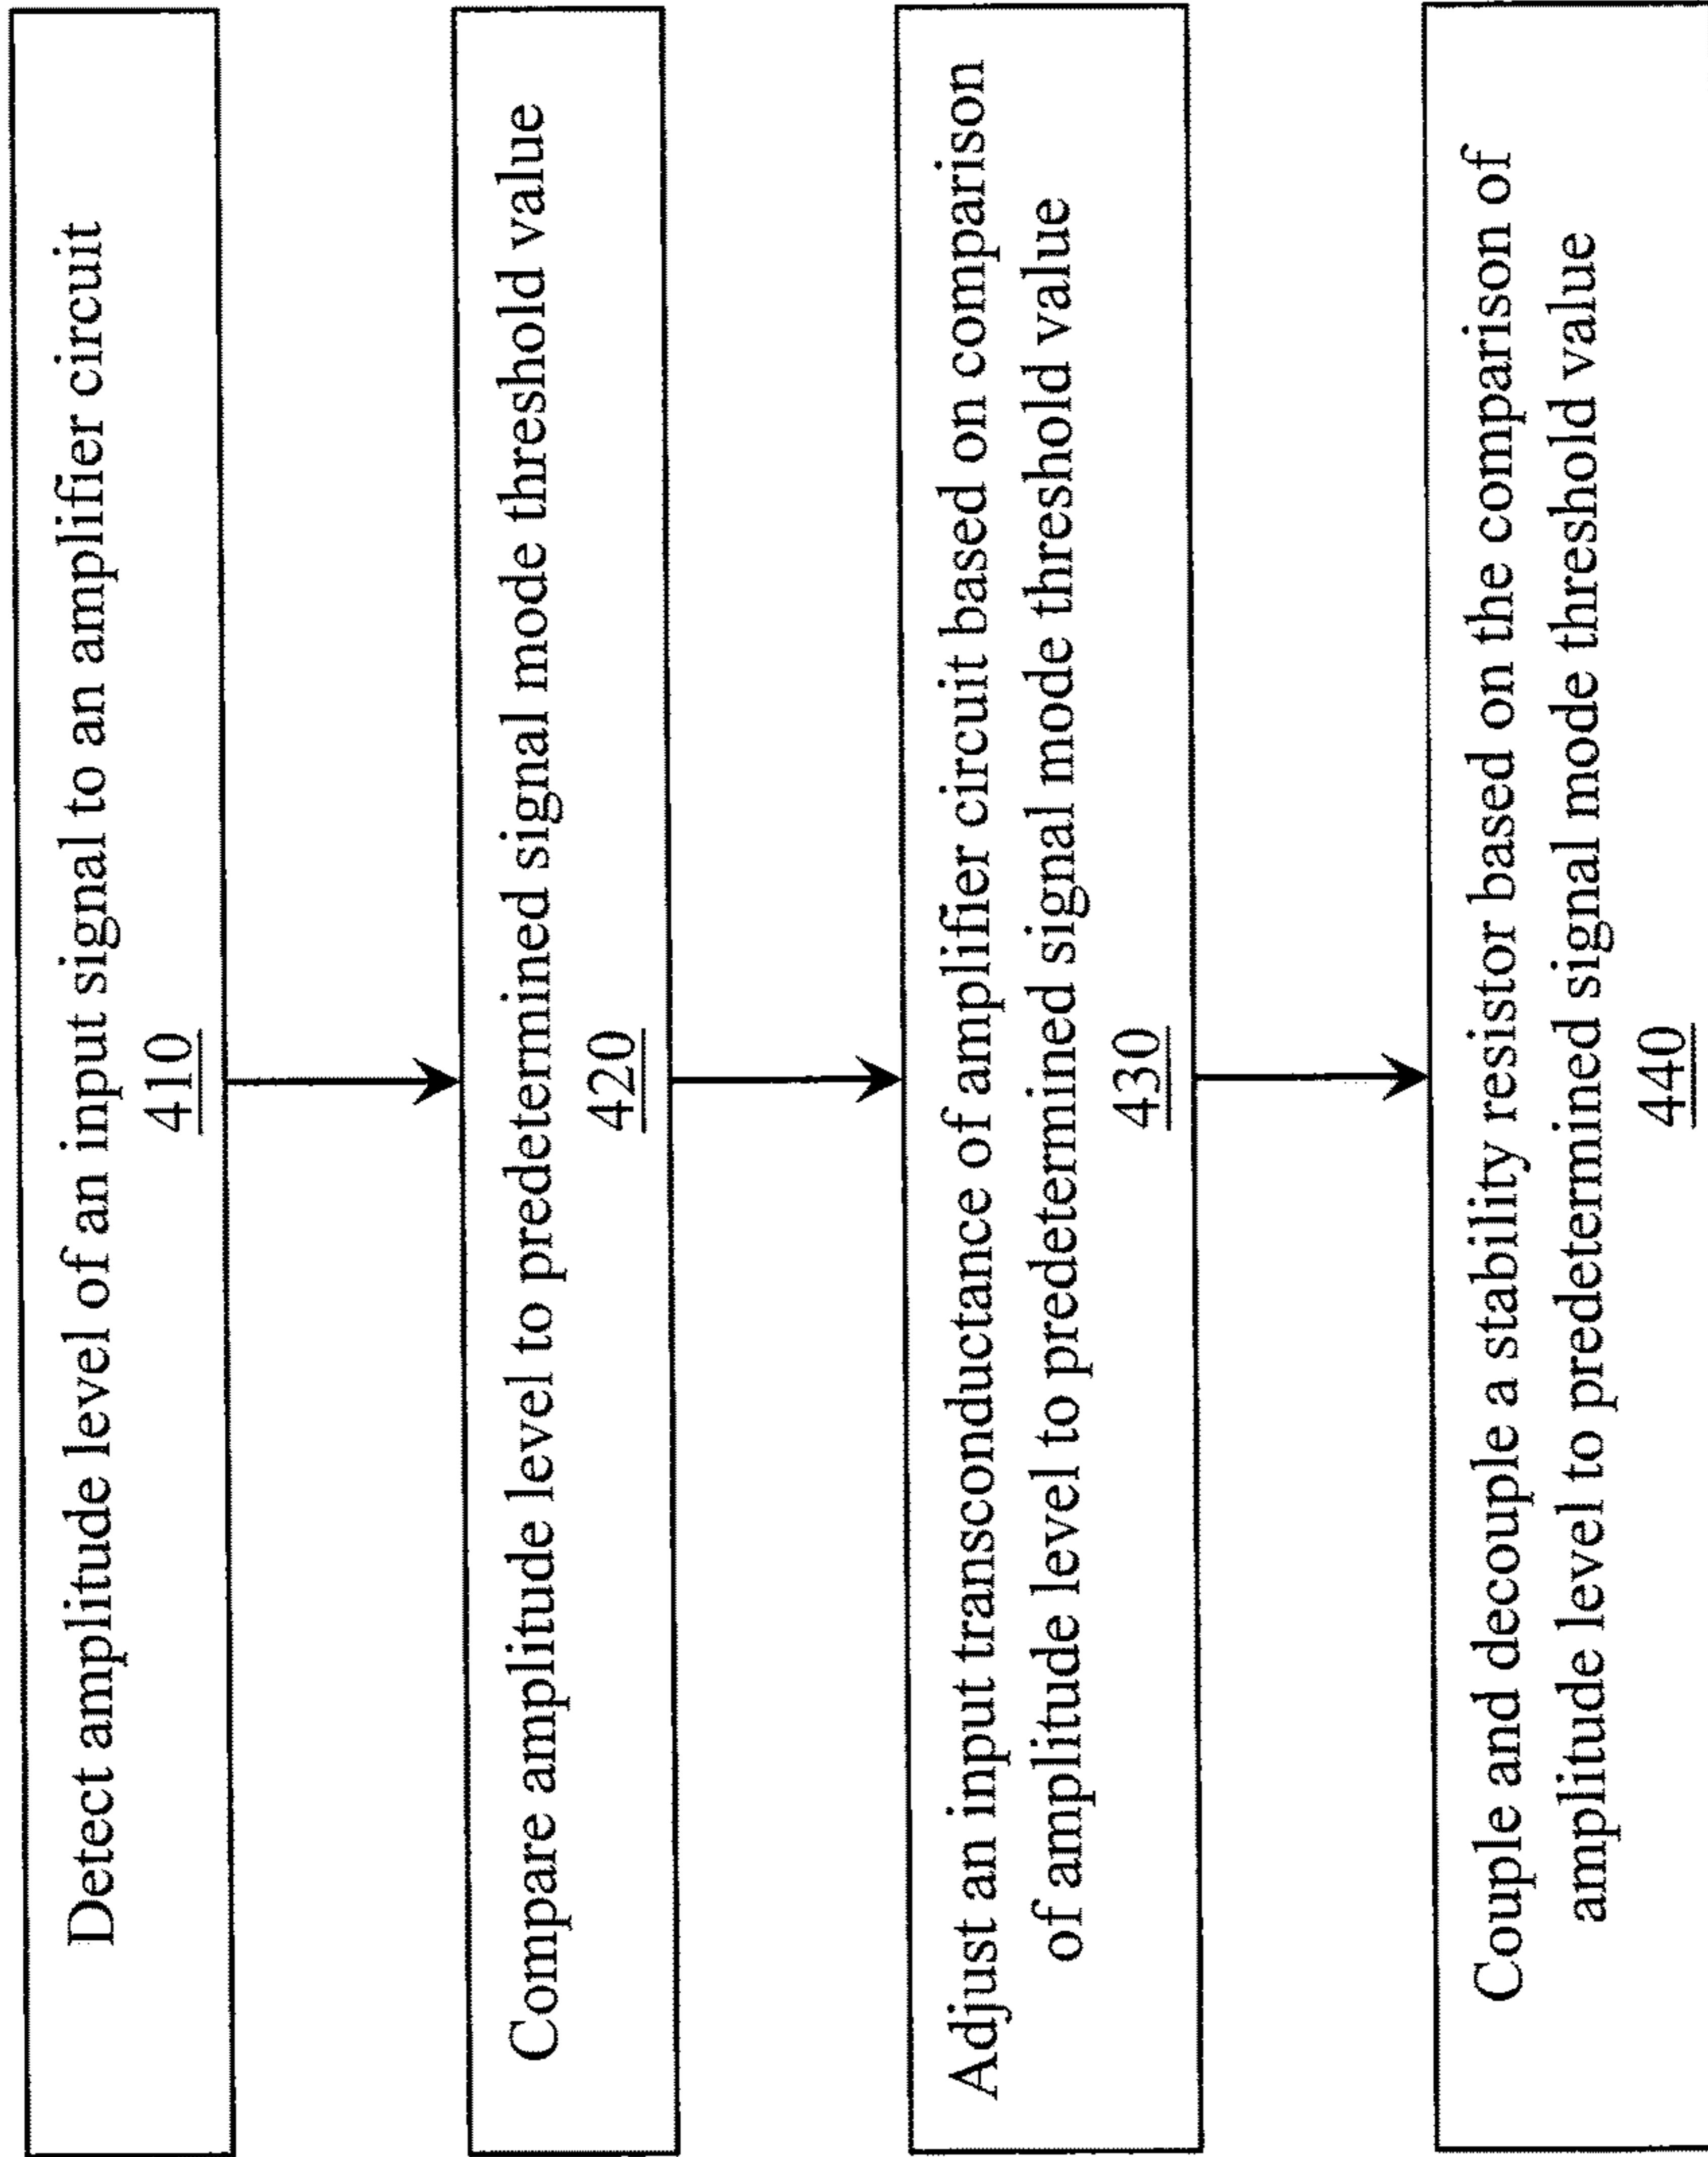 Detect amplitude level of an input signal to an amplifier circuit
410
Compare amplitude level to predetermined signal mode threshold value
420
Adjust an input transconductance of amplifier circuit based on comparison
of amplitude level to predetermined signal mode threshold value
430
Couple and decouple a stability resistor based on the comparison of
amplitude level to predetermined signal mode threshold value
440